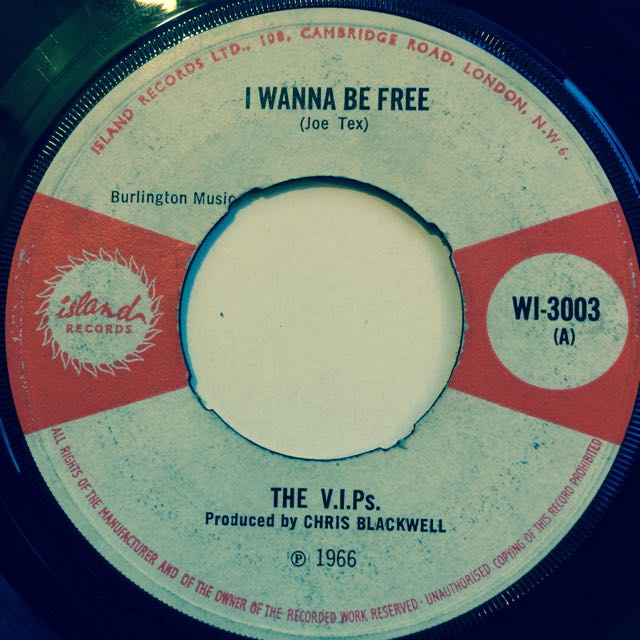 ISLAND RECORDS LTD., 108, CAMBRIDGE ROAD, LONDON, N.W.6.
I WANNA BE FREE
(Joe Tex)
Burlington Music
island
RECORDS
WI-3003
(A)
THE V.I.Ps.
Produced by CHRIS BLACKWELL
℗ 1966
ALL RIGHTS OF THE MANUFACTURER AND OF THE OWNER OF THE RECORDED WORK RESERVED - UNAUTHORISED COPYING OF THIS RECORD PROHIBITED